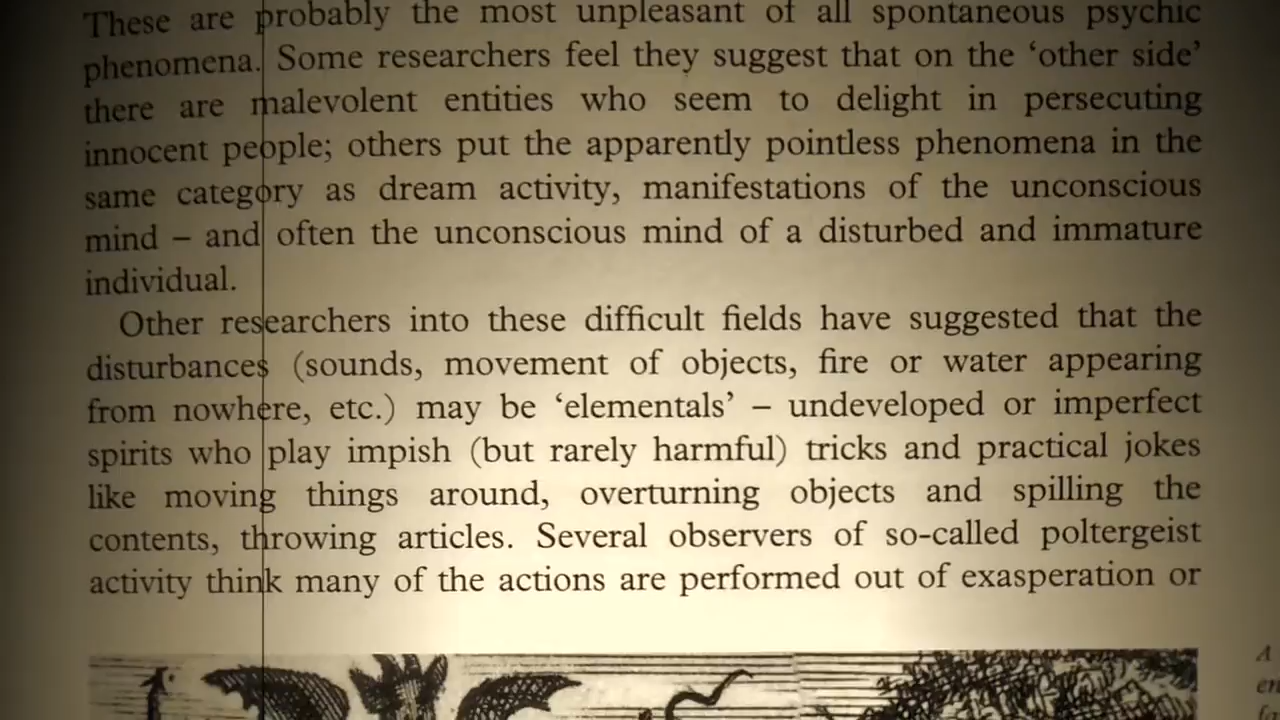 These are probably the most unpleasant of all spontaneous psychic
phenomena. Some researchers feel they suggest that on the ‘other side’
there are malevolent entities who seem to delight in persecuting
innocent people; others put the apparently pointless phenomena in the
same category as dream activity, manifestations of the unconscious
mind – and often the unconscious mind of a disturbed and immature
individual.
Other researchers into these difficult fields have suggested that the
disturbances (sounds, movement of objects, fire or water appearing
from nowhere, etc.) may be ‘elementals’ – undeveloped or imperfect
spirits who play impish (but rarely harmful) tricks and practical jokes
like moving things around, overturning objects and spilling the
contents, throwing articles. Several observers of so-called poltergeist
activity think many of the actions are performed out of exasperation or
A